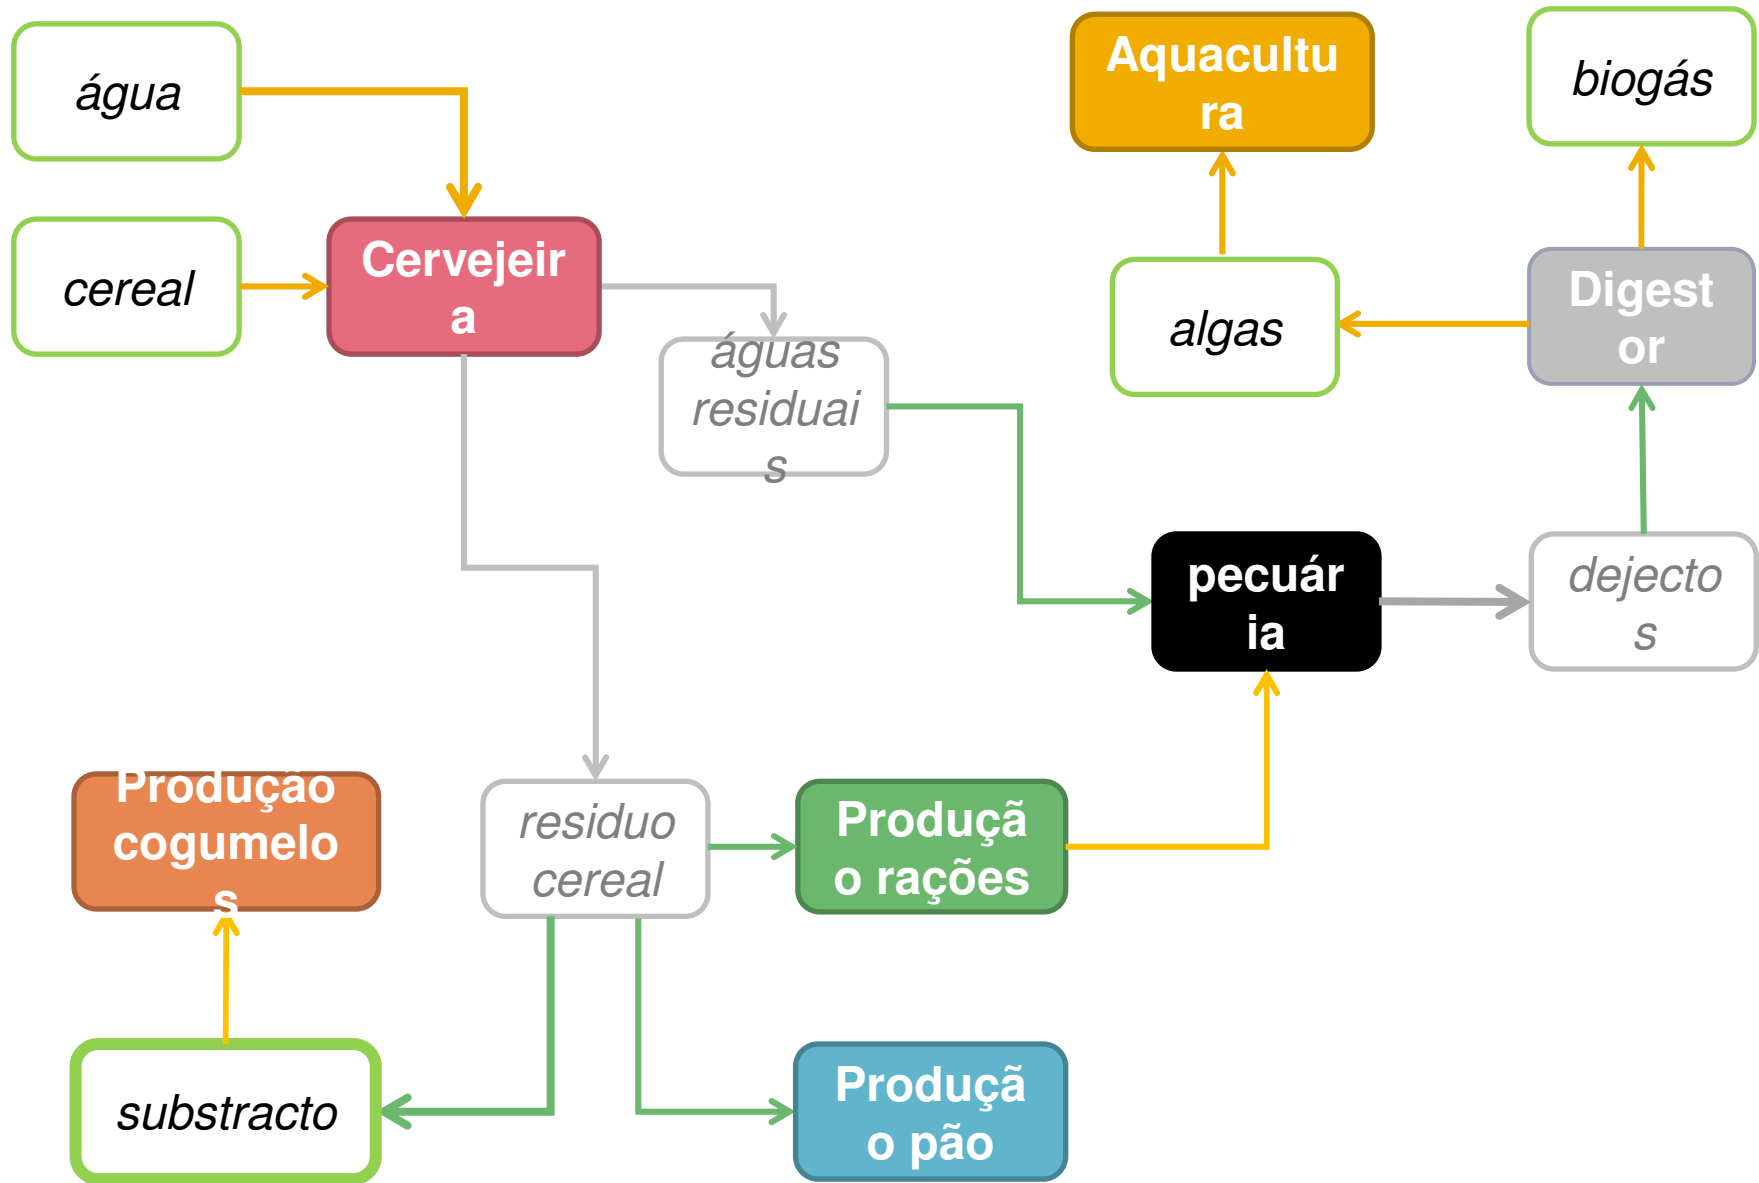 água
Aquacultu
ra
biogás
cereal
Cervejeir
a
águas
residuai
s
algas
Digest
or
pecuár
ia
dejecto
s
Produção
cogumelo
s
residuo
cereal
Produçã
o rações
substracto
Produçã
o pão